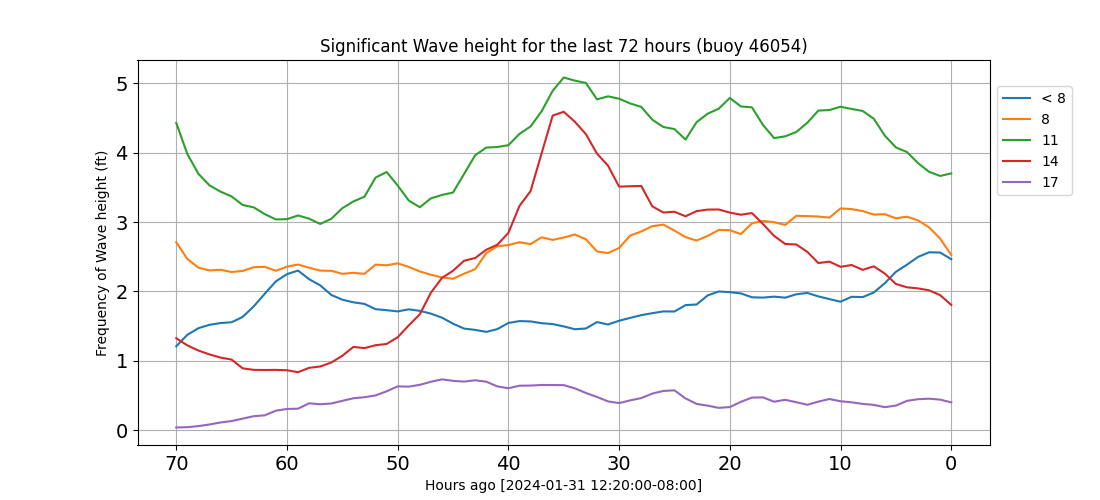 Significant Wave height for the last 72 hours (buoy 46054)
Frequency of Wave height (ft)
5
4
3
2
1
0
70 60 50 40 30 20 10 0
Hours ago [2024-01-31 12:20:00-08:00]
< 8
8
11
14
17